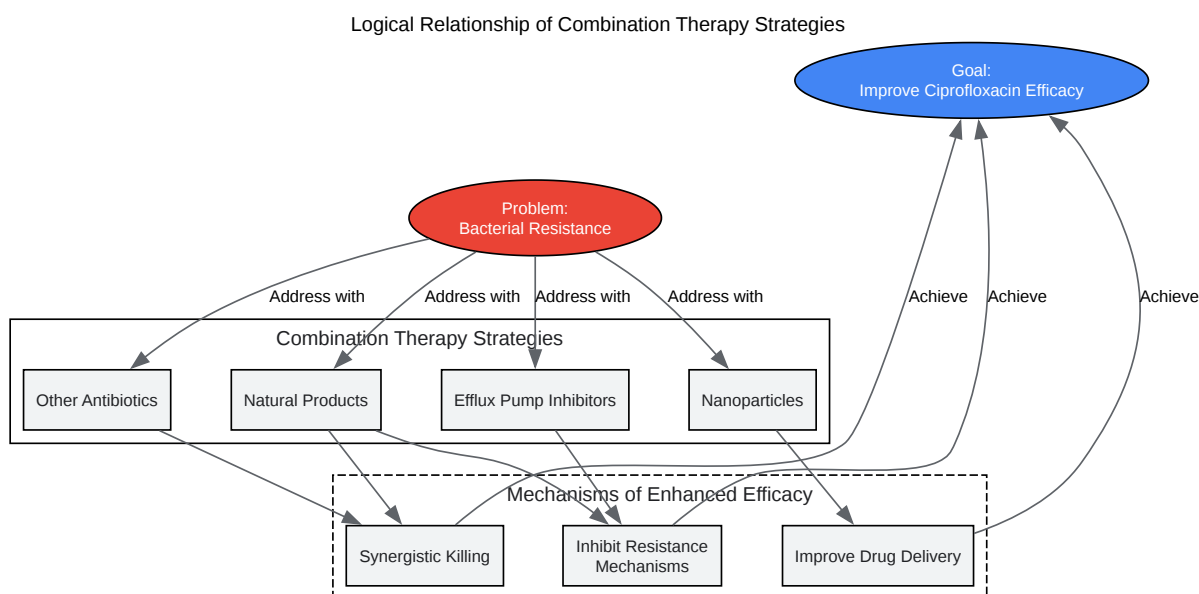 Logical Relationship of Combination Therapy Strategies
Goal:
Improve Ciprofloxacin Efficacy
Problem:
Bacterial Resistance
Address with
Address with
Address with
Address with
Achieve
Achieve
Achieve
Combination Therapy Strategies
Other Antibiotics
Natural Products
Efflux Pump Inhibitors
Nanoparticles
Mechanisms of Enhanced Efficacy
Synergistic Killing
Inhibit Resistance
Mechanisms
Improve Drug Delivery